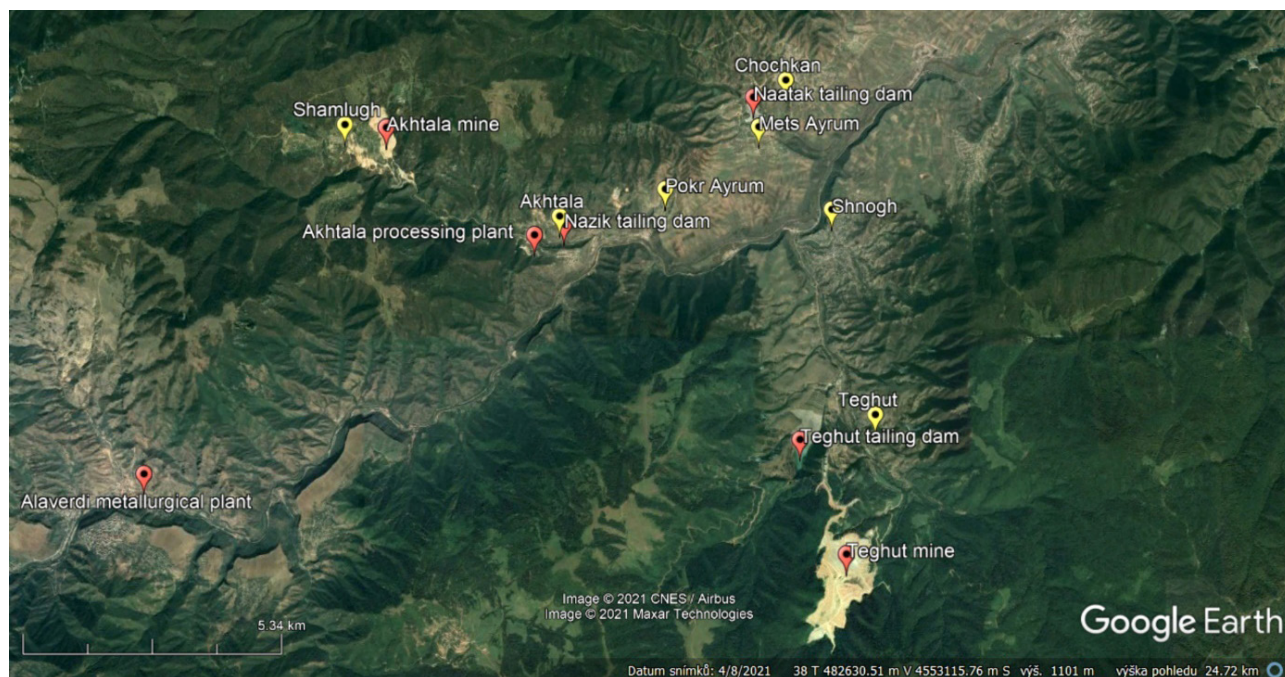 Chochkan
Naatak tailing dam
Shamlugh
Akhtala mine
Mets Ayrum
Pokr Ayrum
Akhtala
Nazik tailing dam
Shnogh
Akhtala processing plant
Teghut
Teghut tailing dam
Alaverdi metallurgical plant
Teghut mine
Image © 2021 CNES / Airbus
Image © 2021 Maxar Technologies
5.34 km
Google Earth
Datum snímků: 4/8/2021 38 T 482630.51 m V 4553115.76 m S výš. 1101 m výška pohledu 24.72 km